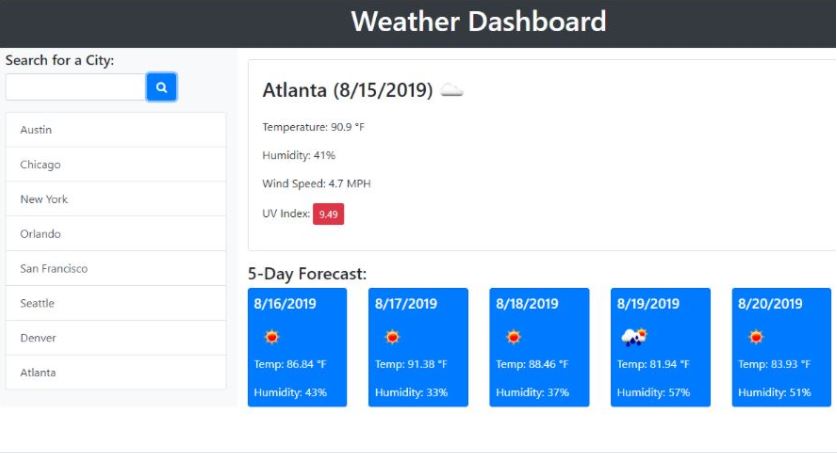 Weather Dashboard
Search for a City:
Austin
Chicago
New York
Orlando
San Francisco
Seattle
Denver
Atlanta
Atlanta (8/15/2019)
Temperature: 90.9 °F
Humidity: 41%
Wind Speed: 4.7 MPH
UV Index: 9.49
5-Day Forecast:
8/16/2019
Temp: 86.84 °F
Humidity: 43%
8/17/2019
Temp: 91.38 °F
Humidity: 33%
8/18/2019
Temp: 88.46 °F
Humidity: 37%
8/19/2019
Temp: 81.94 °F
Humidity: 57%
8/20/2019
Temp: 83.93 °F
Humidity: 51%